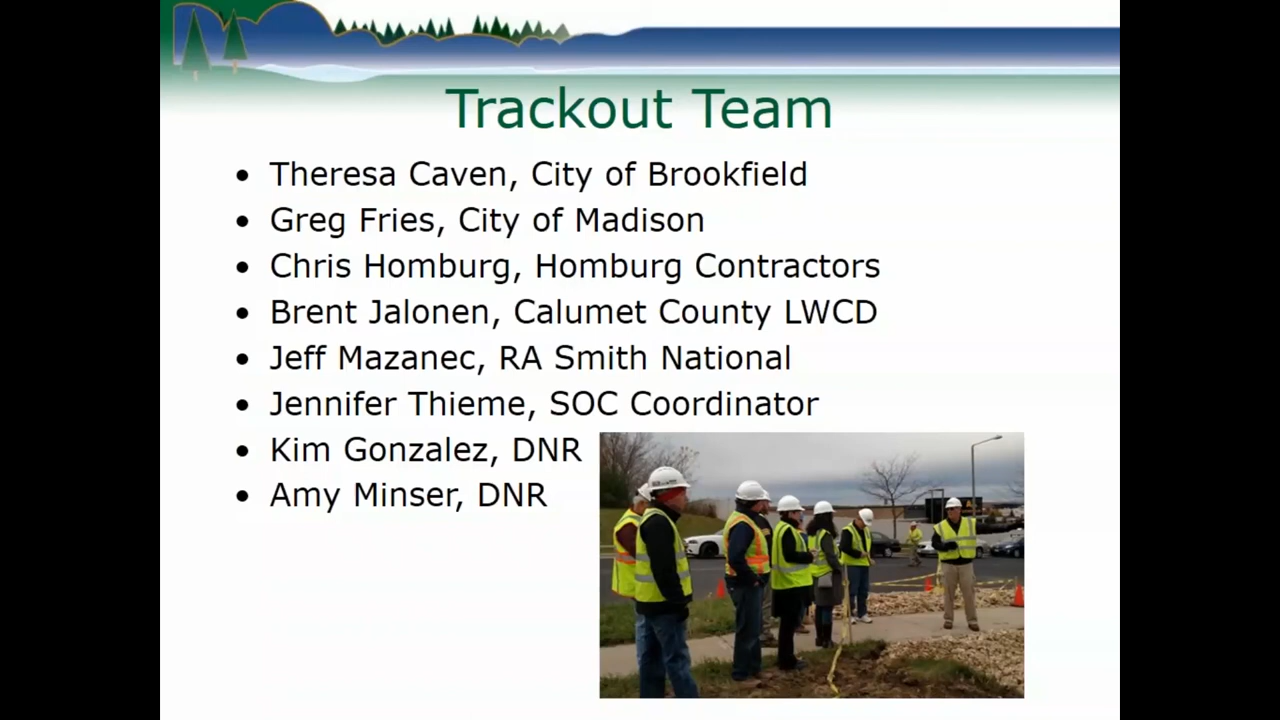 Trackout Team
• Theresa Caven, City of Brookfield
• Greg Fries, City of Madison
• Chris Homburg, Homburg Contractors
• Brent Jalonen, Calumet County LWCD
• Jeff Mazanec, RA Smith National
• Jennifer Thieme, SOC Coordinator
• Kim Gonzalez, DNR
• Amy Minser, DNR